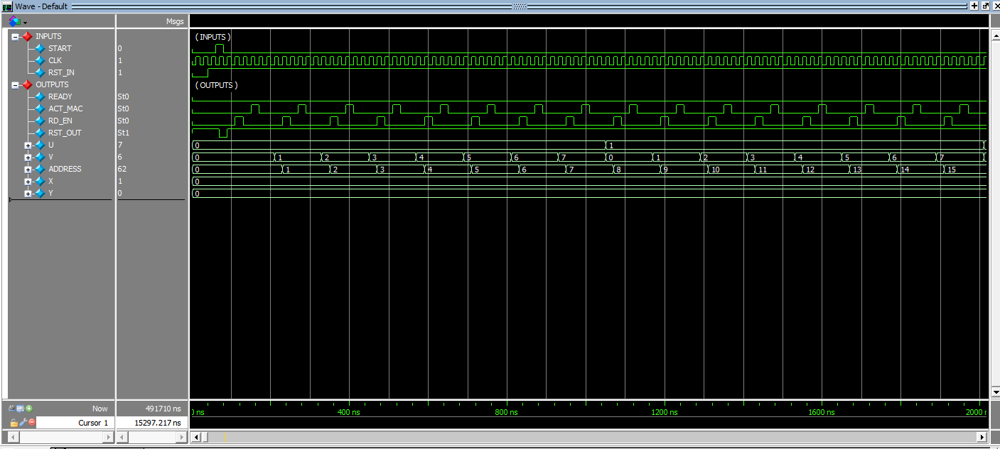 Wave - Default
Msgs
INPUTS
( INPUTS )
START 0
CLK 1
RST_IN 1
OUTPUTS
( OUTPUTS )
READY St0
ACT_MAC St0
RD_EN St0
RST_OUT St1
U 7 0 1
V 6 0 1 2 3 4 5 6 7 0 1 2 3 4 5 6 7
ADDRESS 62 0 1 2 3 4 5 6 7 8 9 10 11 12 13 14 15
X 1 0
Y 0 0
Now 491710 ns
0 ns 400 ns 800 ns 1200 ns 1600 ns 2000 n
Cursor 1 15297.217 ns